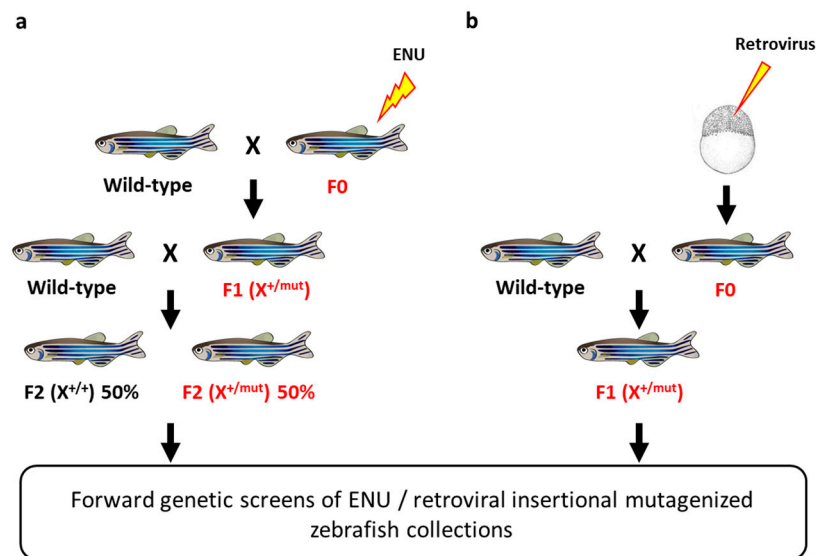 a
ENU
X
Wild-type
F0
X
Wild-type
F1 (X+/mut)
F2 (X+/+) 50%
F2 (X+/mut) 50%
b
Retrovirus
X
Wild-type
F0
F1 (X+/mut)
Forward genetic screens of ENU / retroviral insertional mutagenized
zebrafish collections